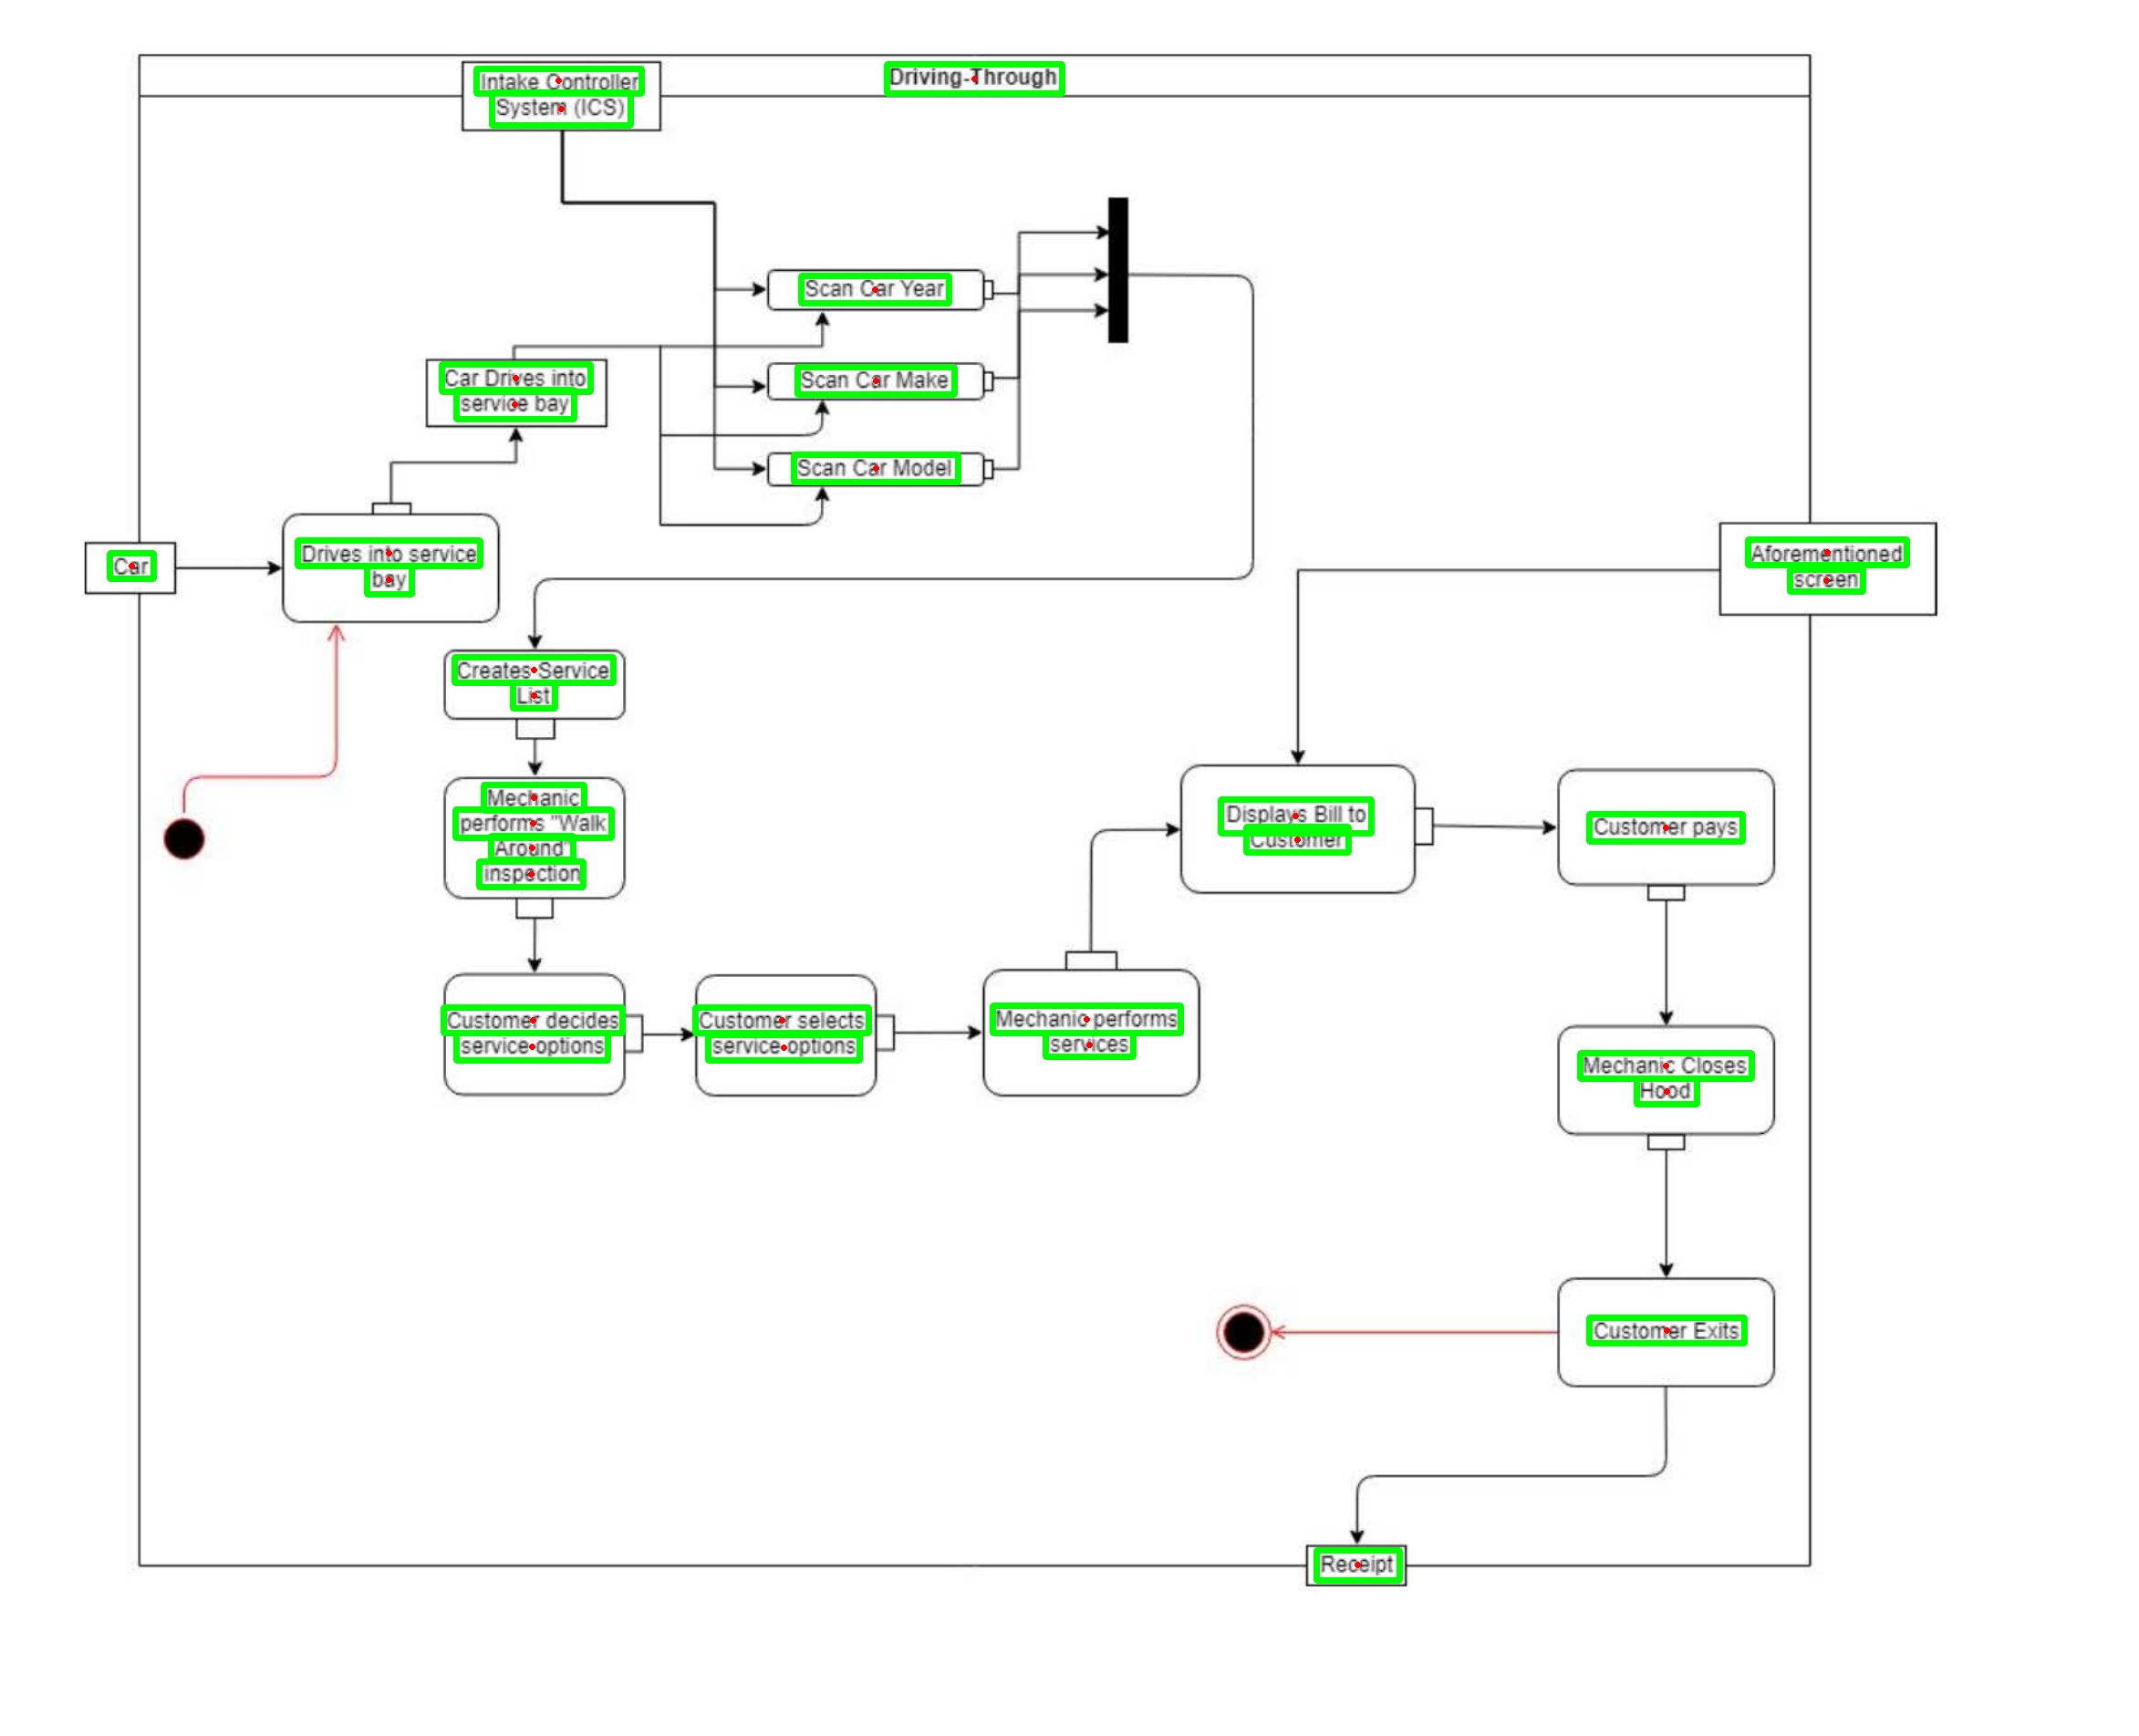 Intake Controller
System (ICS)
Driving-Through
Scan Car Year
Car Drives into
service bay
Scan Car Make
Scan Car Model
Car
Drives into service
bay
Aforementioned
screen
Creates Service
List
Mechanic
performs "Walk
Around"
inspection
Displays Bill to
Customer
Customer pays
Customer decides
service options
Customer selects
service options
Mechanic performs
services
Mechanic Closes
Hood
Customer Exits
Receipt